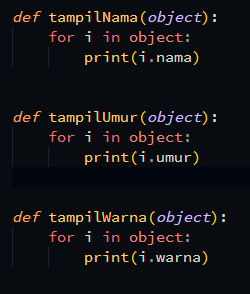 def tampilNama(object):
    for i in object:
        print(i.nama)
def tampilUmur(object):
    for i in object:
        print(i.umur)
def tampilWarna(object):
    for i in object:
        print(i.warna)